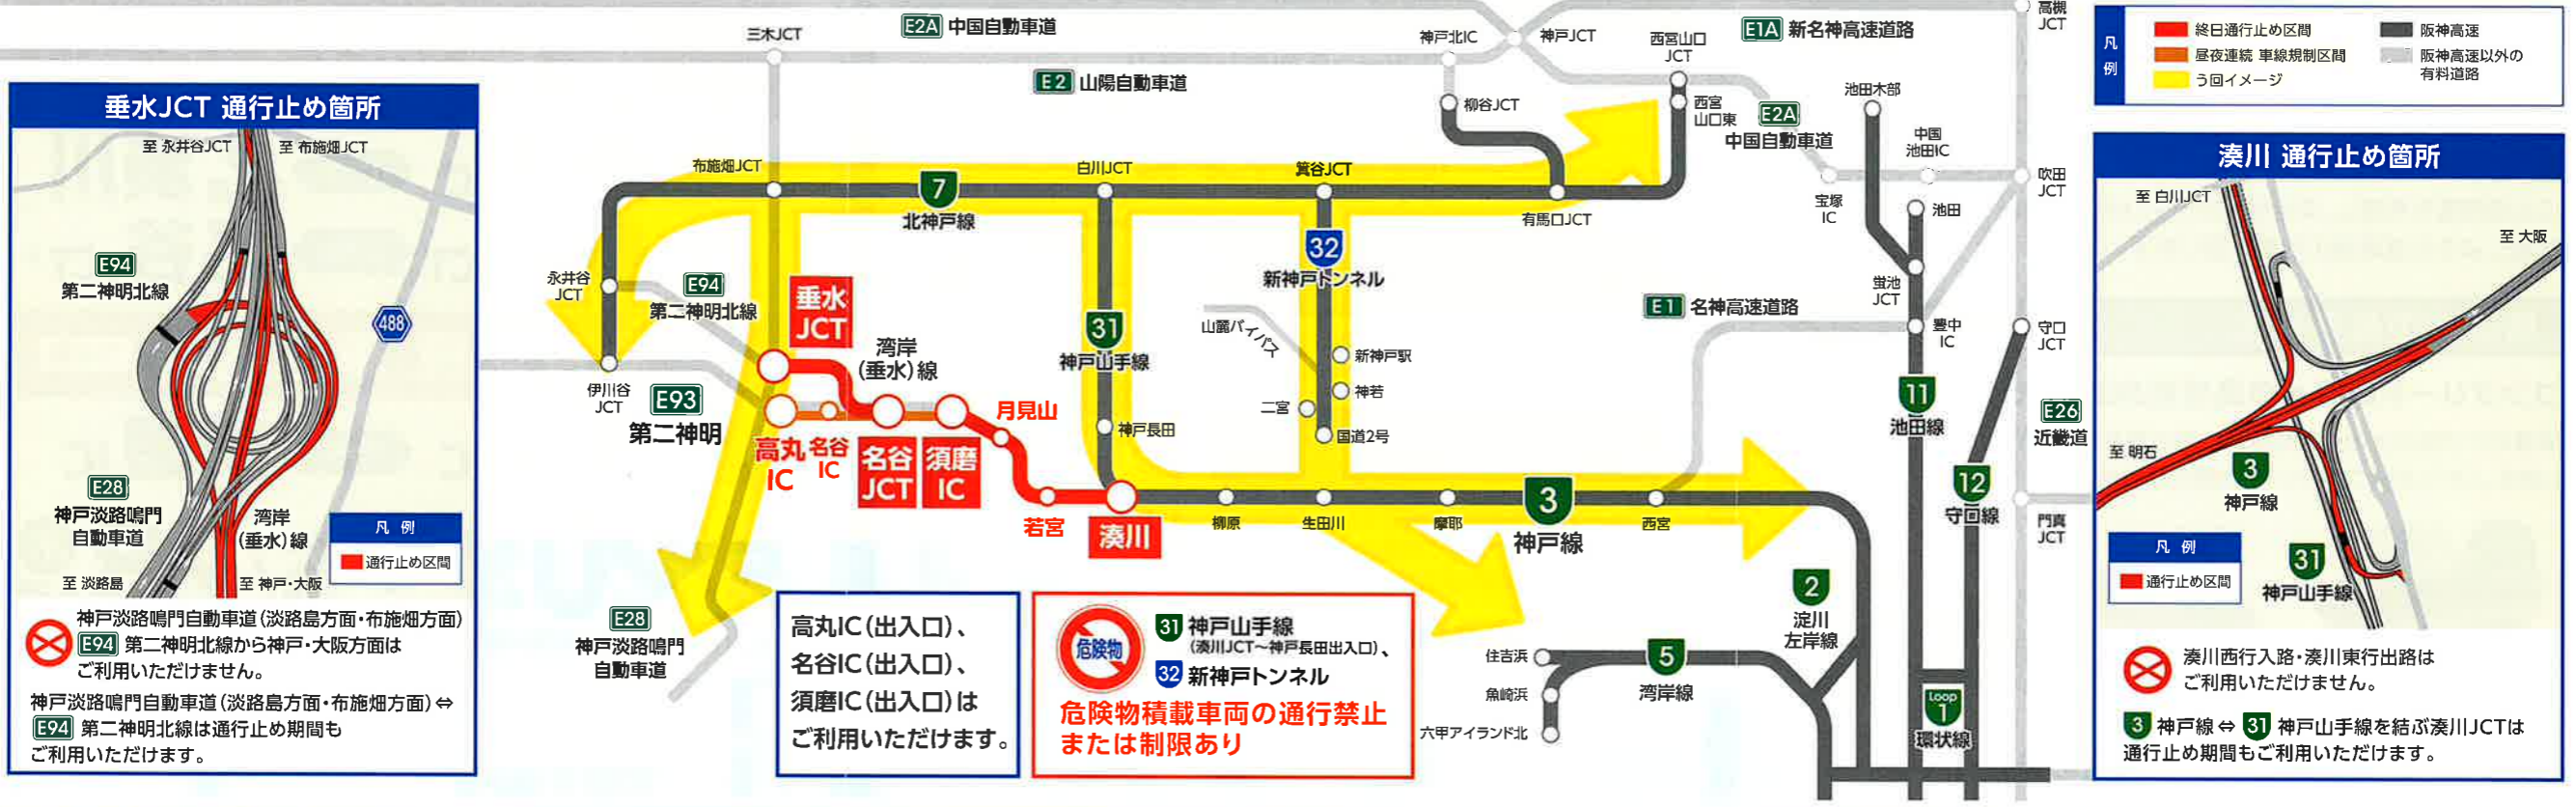 E2A 中国自動車道
三木JCT
E2 山陽自動車道
神戸北IC
神戸JCT
西宮山口
JCT
E1A 新名神高速道路
高槻
JCT
凡
例
終日通行止め区間
昼夜連続 車線規制区間
う回イメージ
阪神高速
阪神高速以外の
有料道路
垂水JCT 通行止め箇所
至 永井谷JCT
至 布施畑JCT
E94
第二神明北線
488
E28
神戸淡路鳴門
自動車道
湾岸
(垂水)線
凡 例
通行止め区間
至 淡路島
至 神戸・大阪
神戸淡路鳴門自動車道(淡路島方面・布施畑方面)
E94 第二神明北線から神戸・大阪方面は
ご利用いただけません。
神戸淡路鳴門自動車道(淡路島方面・布施畑方面)⇔
E94 第二神明北線は通行止め期間も
ご利用いただけます。
柳谷JCT
西宮
山口東
E2A
中国自動車道
池田木部
中国
池田IC
布施畑JCT
7
北神戸線
白川JCT
箕谷JCT
有馬口JCT
宝塚
IC
池田
吹田
JCT
32
新神戸トンネル
永井谷
JCT
E94
第二神明北線
垂水
JCT
湾岸
(垂水)線
31
神戸山手線
山麓バイパス
新神戸駅
神若
二宮
国道2号
E1 名神高速道路
蛍池
JCT
豊中
IC
守口
JCT
伊川谷
JCT
E93
第二神明
高丸
IC
名谷
IC
名谷
JCT
須磨
IC
月見山
神戸長田
11
池田線
E26
近畿道
12
守口線
門真
JCT
若宮
湊川
柳原
生田川
摩耶
3
神戸線
西宮
2
淀川
左岸線
E28
神戸淡路鳴門
自動車道
高丸IC(出入口)、
名谷IC(出入口)、
須磨IC(出入口)は
ご利用いただけます。
危険物
31 神戸山手線
(湊川JCT～神戸長田出入口)、
32 新神戸トンネル
危険物積載車両の通行禁止
または制限あり
住吉浜
魚崎浜
六甲アイランド北
5
湾岸線
Loop
1
環状線
湊川 通行止め箇所
至 白川JCT
至 大阪
至 明石
3
神戸線
凡 例
通行止め区間
31
神戸山手線
湊川西行入路・湊川東行出路は
ご利用いただけません。
3 神戸線 ⇔ 31 神戸山手線を結ぶ湊川JCTは
通行止め期間もご利用いただけます。